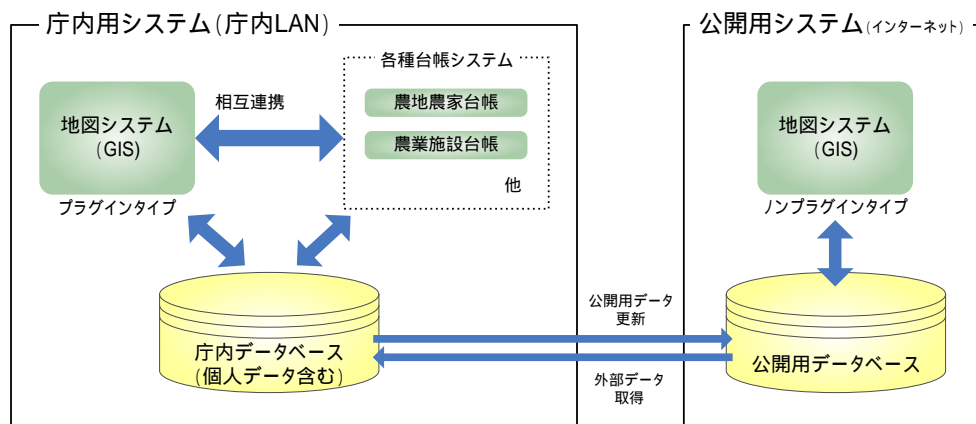 庁内用システム(庁内LAN)
地図システム
(GIS)
プラグインタイプ
相互連携
各種台帳システム
農地農家台帳
農業施設台帳
他
庁内データベース
(個人データ含む)
公開用データ
更新
外部データ
取得
公開用システム(インターネット)
地図システム
(GIS)
ノンプラグインタイプ
公開用データベース